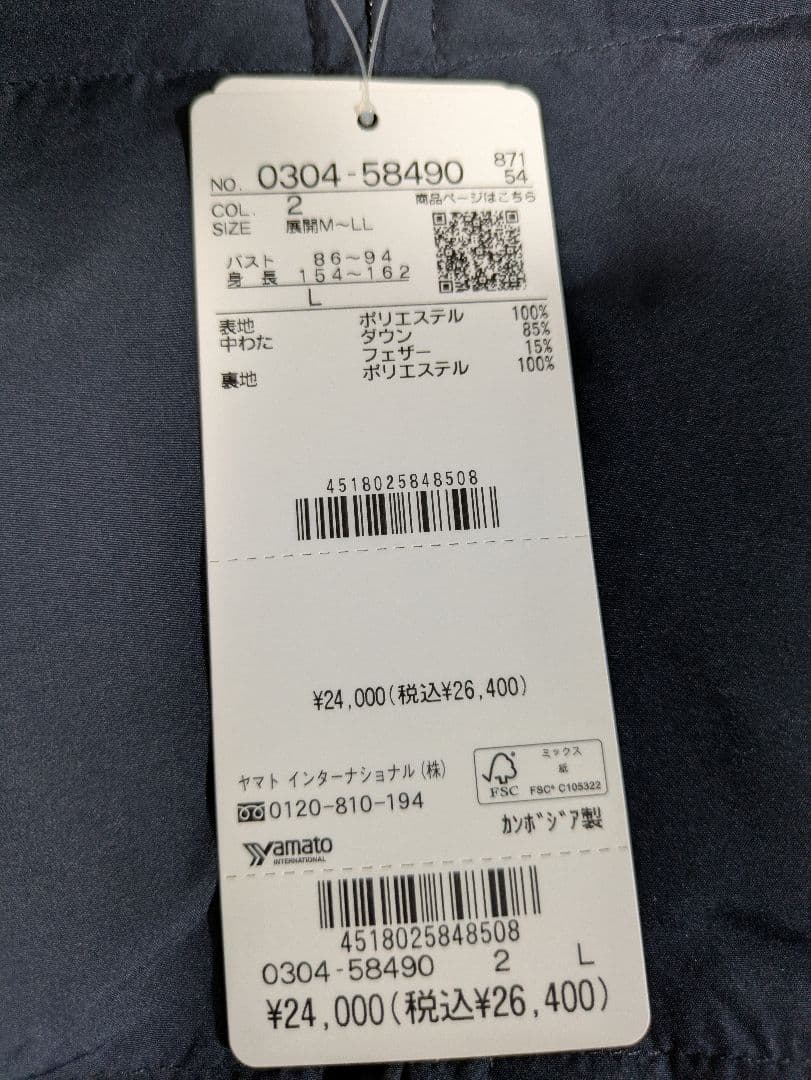 NO. 0304-58490 871
54
COL. 2 商品ページはこちら
SIZE 展開M〜LL
バスト 86〜94
身長 154〜162
L
表地 ポリエステル 100%
中わた ダウン 85%
フェザー 15%
裏地 ポリエステル 100%
4518025848508
¥24,000(税込¥26,400)
ヤマト インターナショナル(株)
0120-810-194
Yamato
INTERNATIONAL
ミックス
紙
FSC FSC® C105322
カンボジア製
4518025848508
0304-58490 2 L
¥24,000(税込¥26,400)